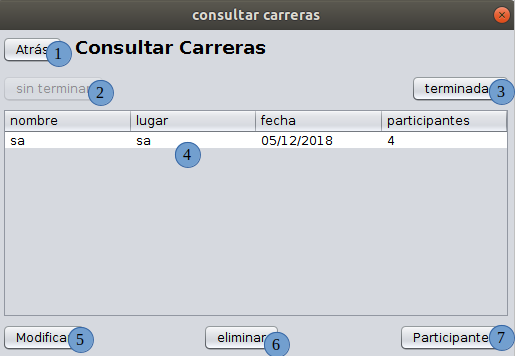 consultar carreras
Atrás 1 Consultar Carreras
sin termina 2
terminada 3
nombre lugar fecha participantes
sa sa 05/12/2018 4
4
Modifica 5
elimina 6
Participante 7